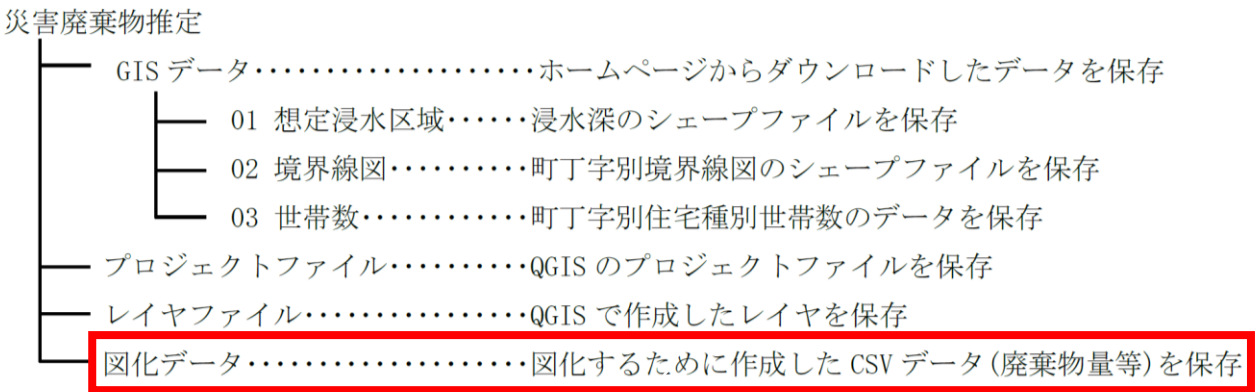 災害廃棄物推定
GIS データ････････････････････ホームページからダウンロードしたデータを保存
01 想定浸水区域･･････浸水深のシェープファイルを保存
02 境界線図･･････････町丁字別境界線図のシェープファイルを保存
03 世帯数････････････町丁字別住宅種別世帯数のデータを保存
プロジェクトファイル･･････････QGIS のプロジェクトファイルを保存
レイヤファイル････････････････QGIS で作成したレイヤを保存
図化データ････････････････････図化するために作成した CSV データ(廃棄物量等)を保存